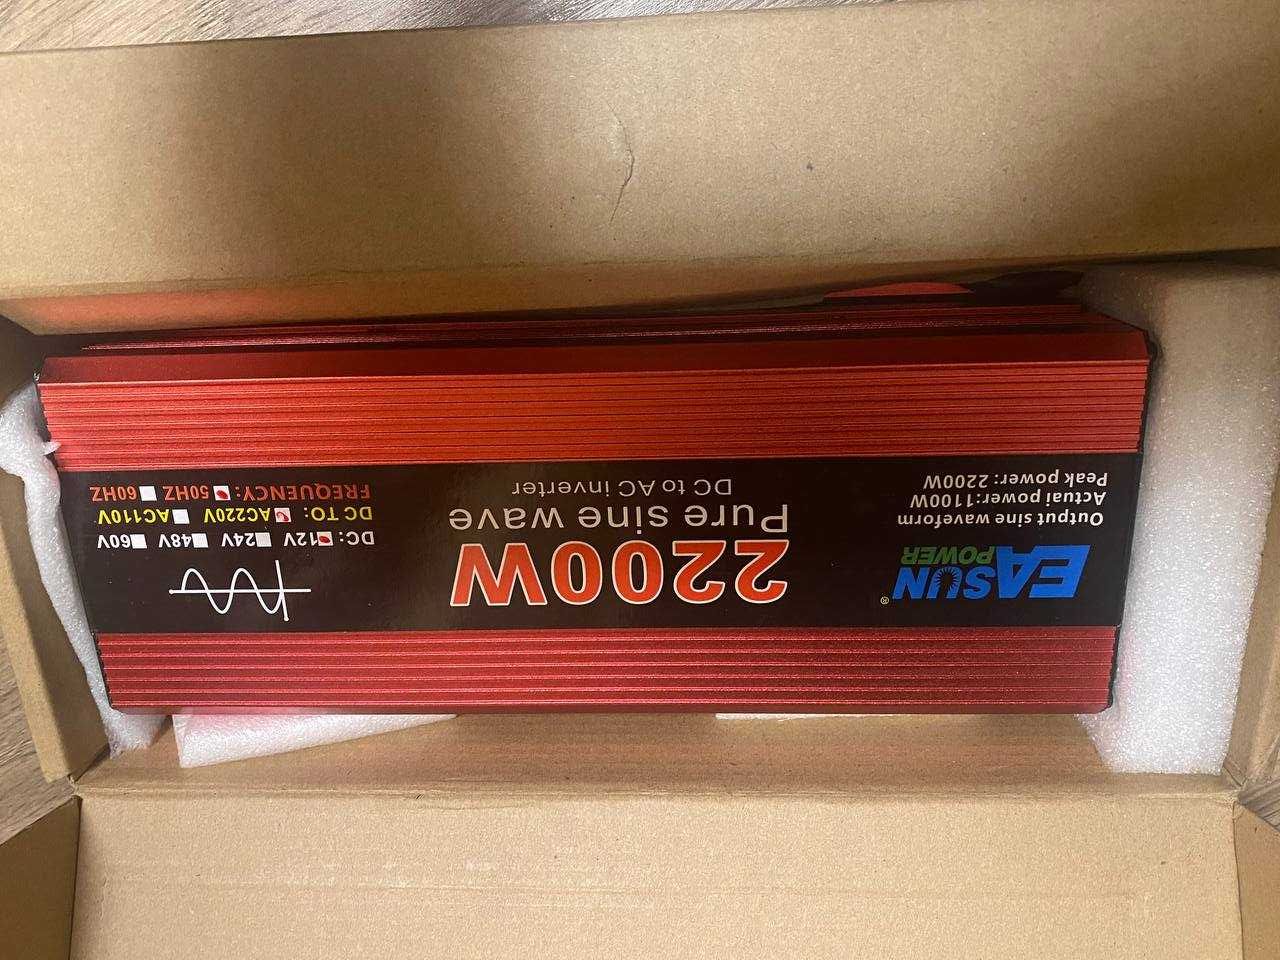 EASUN®
POWER
Output sine waveform
Actuai power:1100W
Peak power: 2200W
2200W
Pure sine wave
DC to AC inverter
DC: 12V 24V 48V 60V
DC TO: AC220V AC110V
FREQUENCY: 50HZ 60HZ